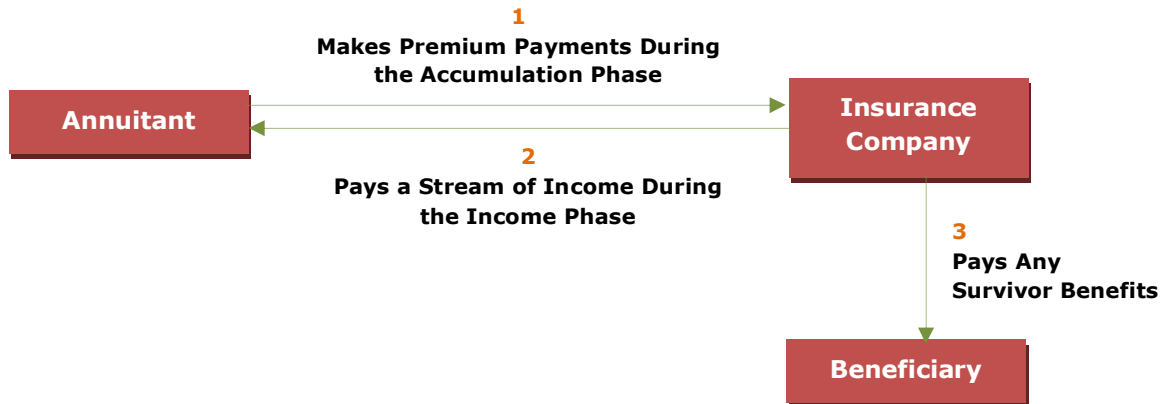 1
Makes Premium Payments During
the Accumulation Phase
Annuitant
Insurance
Company
2
Pays a Stream of Income During
the Income Phase
3
Pays Any
Survivor Benefits
Beneficiary